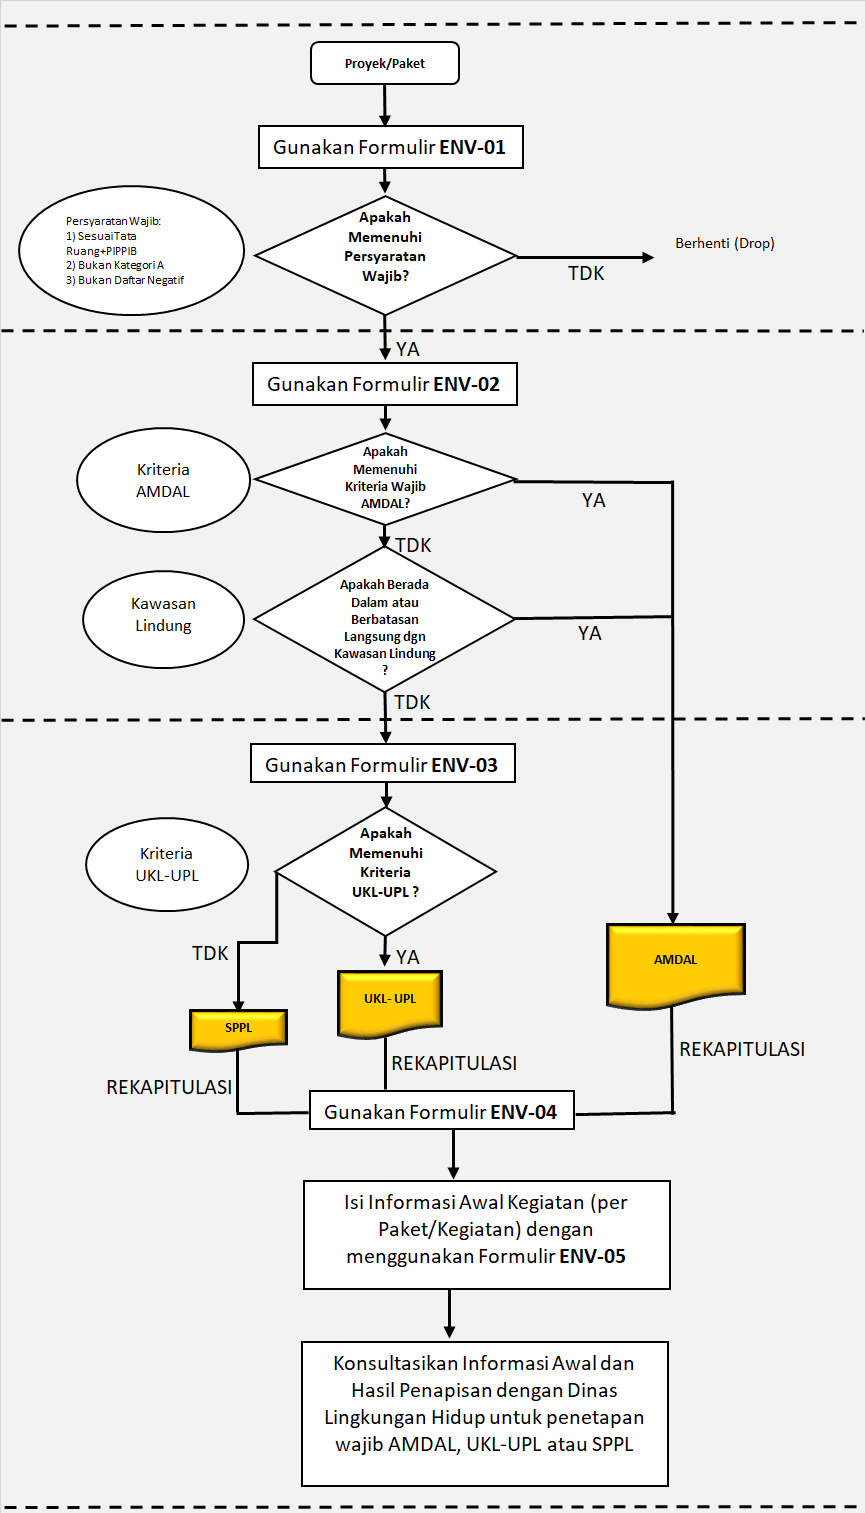 Proyek/Paket
Gunakan Formulir ENV-01
Persyaratan Wajib:
1) Sesuai Tata
Ruang+PIPPIB
2) Bukan Kategori A
3) Bukan Daftar Negatif
Apakah
Memenuhi
Persyaratan
Wajib?
Berhenti (Drop)
TDK
YA
Gunakan Formulir ENV-02
Kriteria
AMDAL
Apakah
Memenuhi
Kriteria Wajib
AMDAL?
YA
TDK
Kawasan
Lindung
Apakah Berada
Dalam atau
Berbatasan
Langsung dgn
Kawasan Lindung
?
YA
TDK
Gunakan Formulir ENV-03
Kriteria
UKL-UPL
Apakah
Memenuhi
Kriteria
UKL-UPL ?
TDK
YA
AMDAL
UKL- UPL
SPPL
REKAPITULASI
REKAPITULASI
REKAPITULASI
Gunakan Formulir ENV-04
Isi Informasi Awal Kegiatan (per
Paket/Kegiatan) dengan
menggunakan Formulir ENV-05
Konsultasikan Informasi Awal dan
Hasil Penapisan dengan Dinas
Lingkungan Hidup untuk penetapan
wajib AMDAL, UKL-UPL atau SPPL